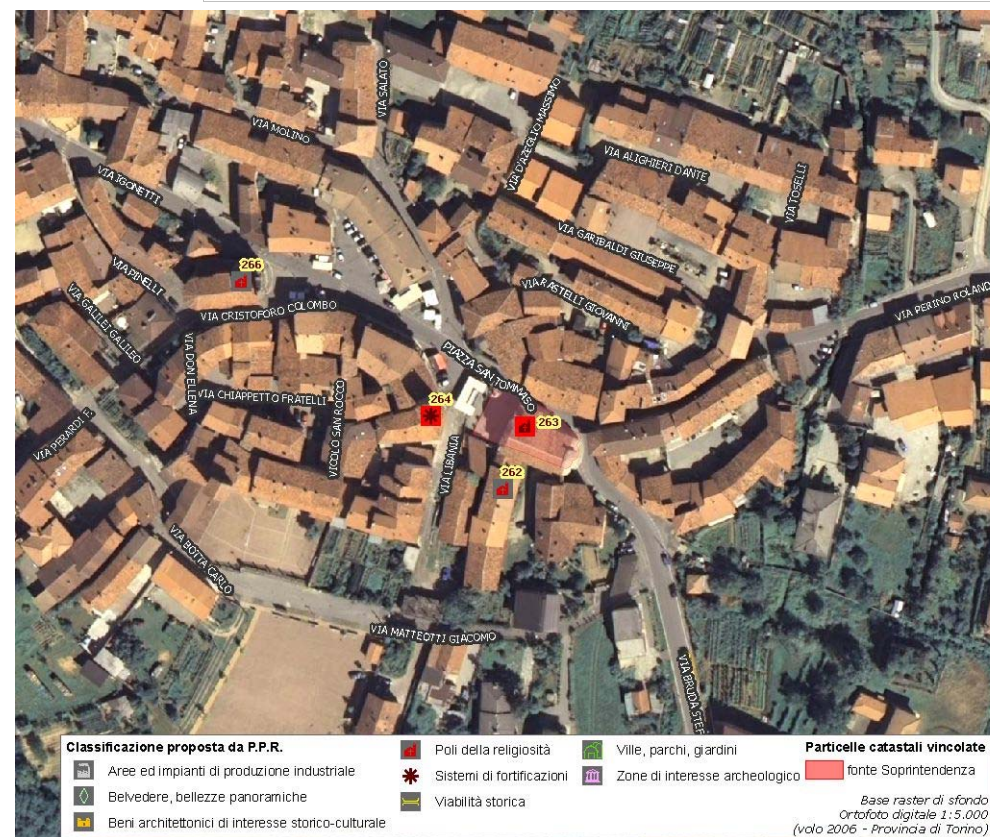 VIA SALATO
VIA MOLINO
VIA D'AZEGLIO MASSIMO
VIA ALIGHIERI DANTE
VIA TOSELLI
VIA IGONETTI
VIA GARIBALDI GIUSEPPE
VIA PINELLI
266
VIA RASTELLI GIOVANNI
VIA PERINO ROLAND
VIA GALILEI GALILEO
VIA CRISTOFORO COLOMBO
VIA DON ELLENA
PIAZZA SAN TOMMASO
VIA CHIAPPETTO FRATELLI
VICOLO SAN ROCCO
264
263
VIA PERARDI F.
VIA LIBANIA
262
VIA BOTTA CARLO
VIA MATTEOTTI GIACOMO
VIA BRUDA STEF
Classificazione proposta da P.P.R.
Aree ed impianti di produzione industriale
Belvedere, bellezze panoramiche
Beni architettonici di interesse storico-culturale
Poli della religiosità
Sistemi di fortificazioni
Viabilità storica
Ville, parchi, giardini
Zone di interesse archeologico
Particelle catastali vincolate
fonte Soprintendenza
Base raster di sfondo
Ortofoto digitale 1:5.000
(volo 2006 - Provincia di Torino)